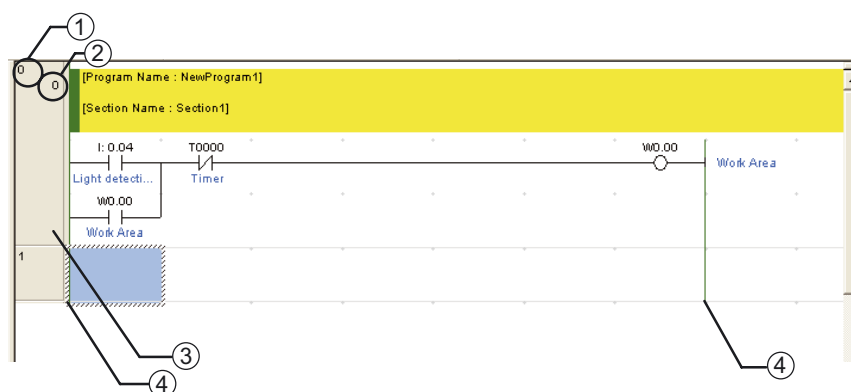 1
2
0
0
[Program Name : NewProgram1]
[Section Name : Section1]
I: 0.04 T0000 W0.00
Work Area
Light detecti... Timer
W0.00
Work Area
1
3
4
4